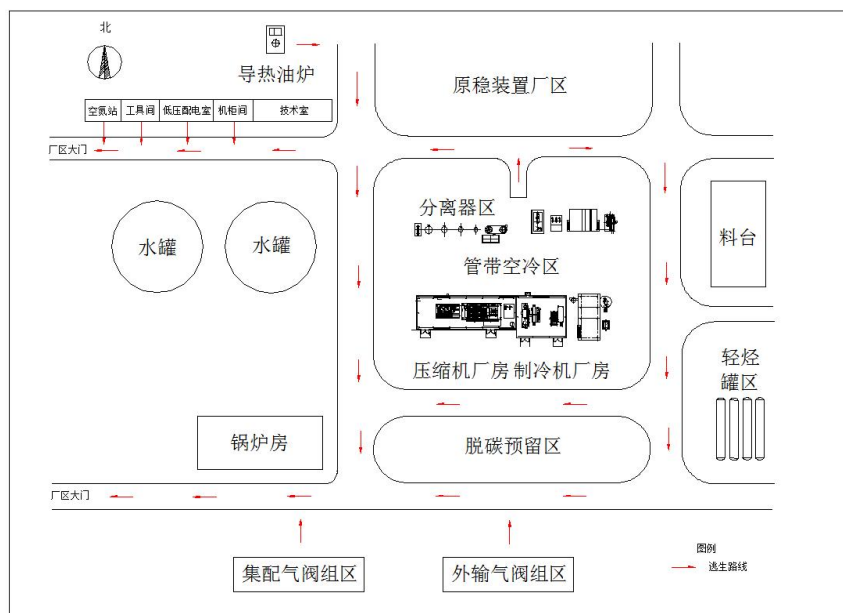 北
导热油炉
原稳装置厂区
空氮站 工具间 低压配电室 机柜间 技术室
厂区大门
分离器区
水罐 水罐
料台
管带空冷区
压缩机厂房 制冷机厂房
轻烃
罐区
锅炉房
脱碳预留区
厂区大门
图例
逃生路线
集配气阀组区
外输气阀组区